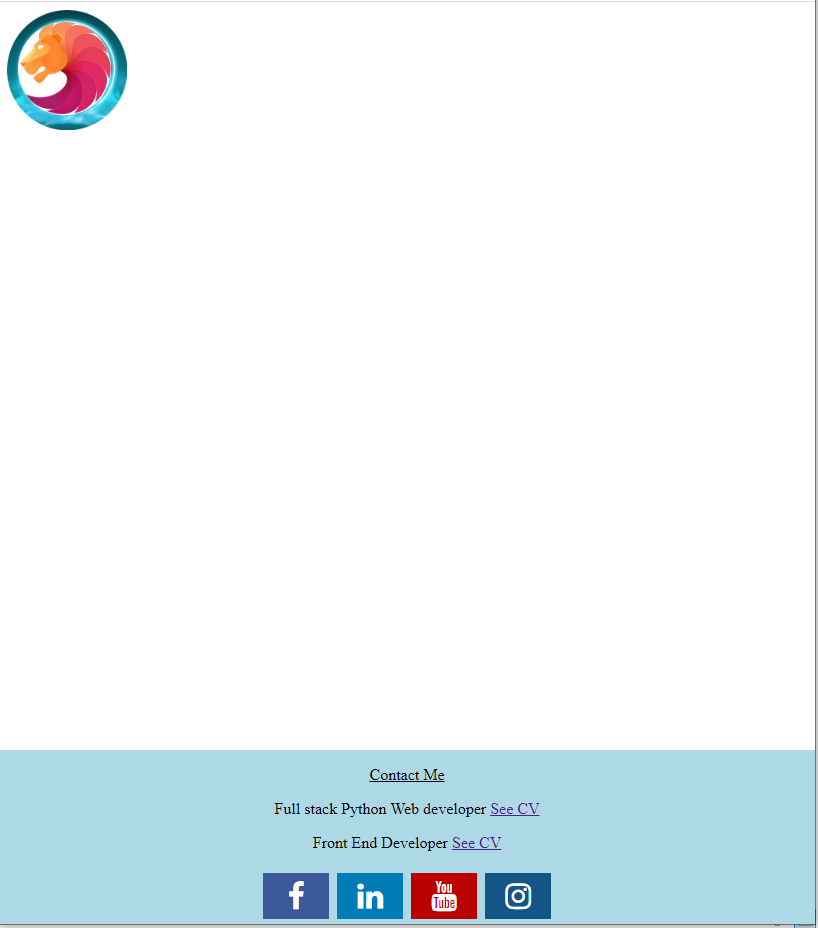 Contact Me
Full stack Python Web developer See CV
Front End Developer See CV
f in You Tube